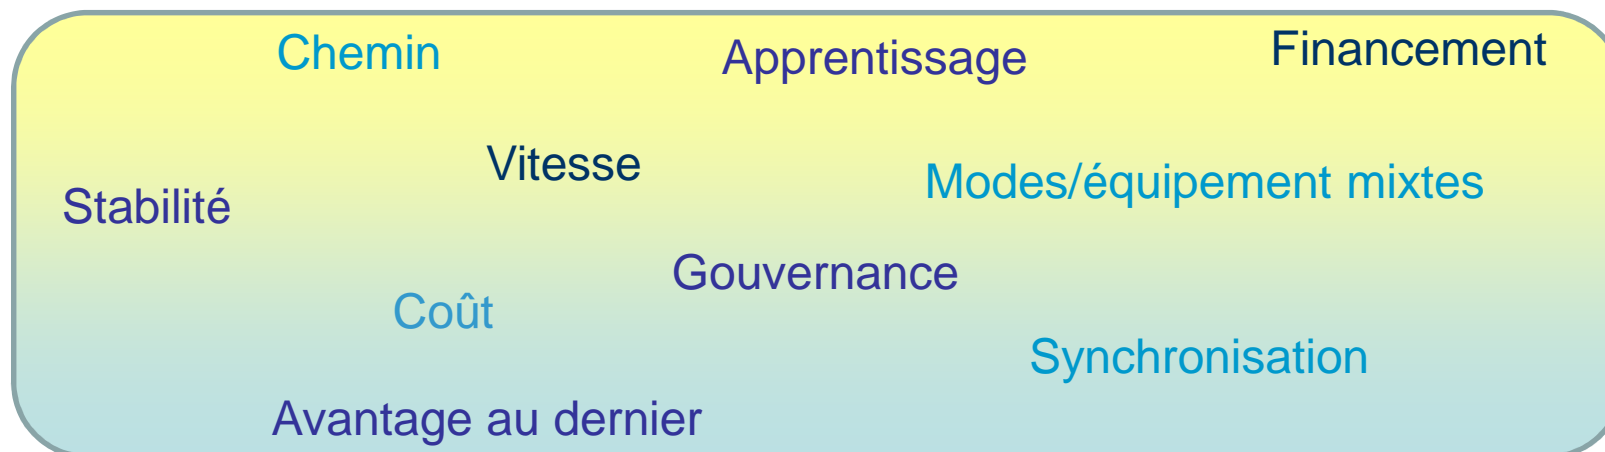 Chemin
Apprentissage
Financement
Vitesse
Modes/équipement mixtes
Stabilité
Gouvernance
Coût
Synchronisation
Avantage au dernier